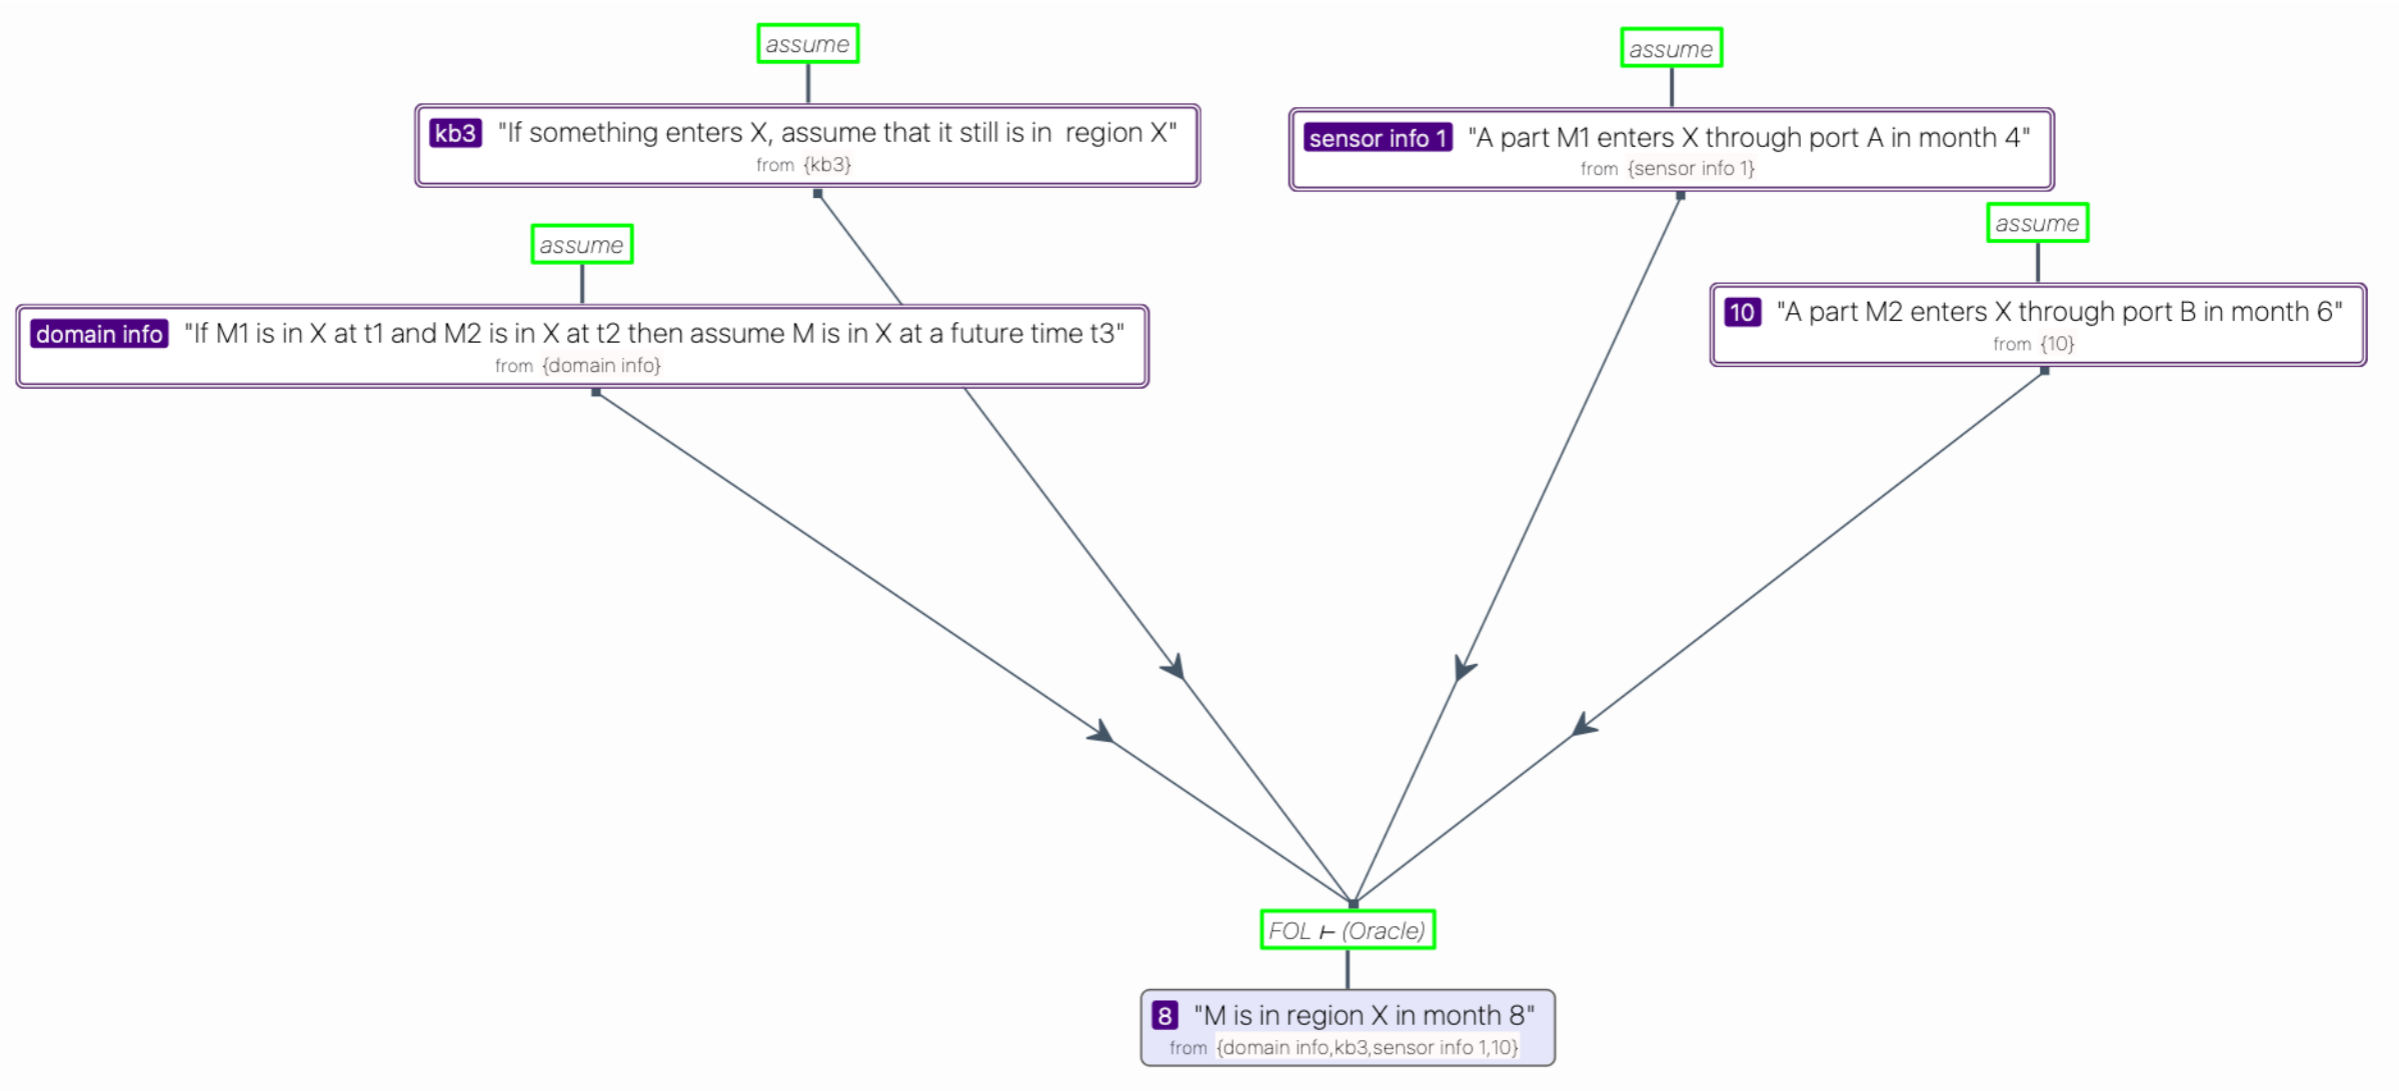 assume
kb3 "If something enters X, assume that it still is in  region X"
from {kb3}
assume
sensor info 1 "A part M1 enters X through port A in month 4"
from {sensor info 1}
assume
domain info "If M1 is in X at t1 and M2 is in X at t2 then assume M is in X at a future time t3"
from {domain info}
assume
10 "A part M2 enters X through port B in month 6"
from {10}
FOL ⊢ (Oracle)
8 "M is in region X in month 8"
from {domain info,kb3,sensor info 1,10}